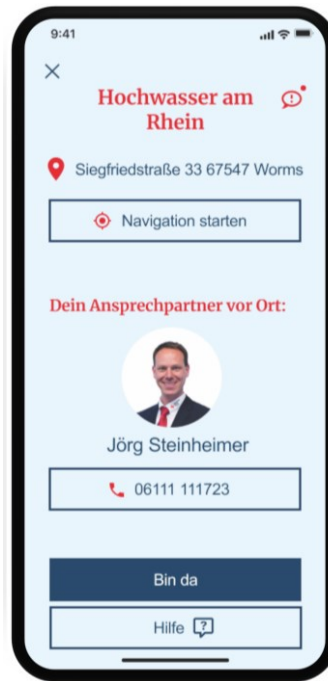 9:41
Hochwasser am
Rhein
Siegfriedstraße 33 67547 Worms
Navigation starten
Dein Ansprechpartner vor Ort:
Jörg Steinheimer
06111 111723
Bin da
Hilfe ?